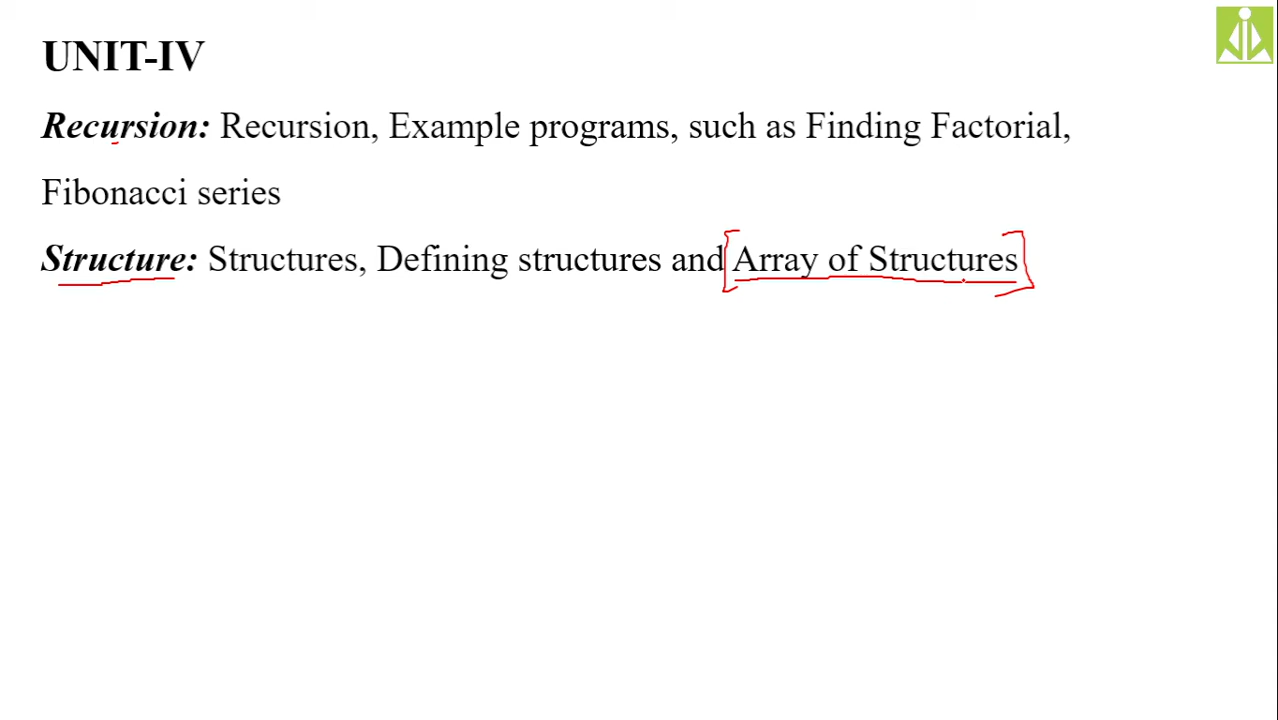 UNIT-IV
Recursion: Recursion, Example programs, such as Finding Factorial,
Fibonacci series
Structure: Structures, Defining structures and Array of Structures